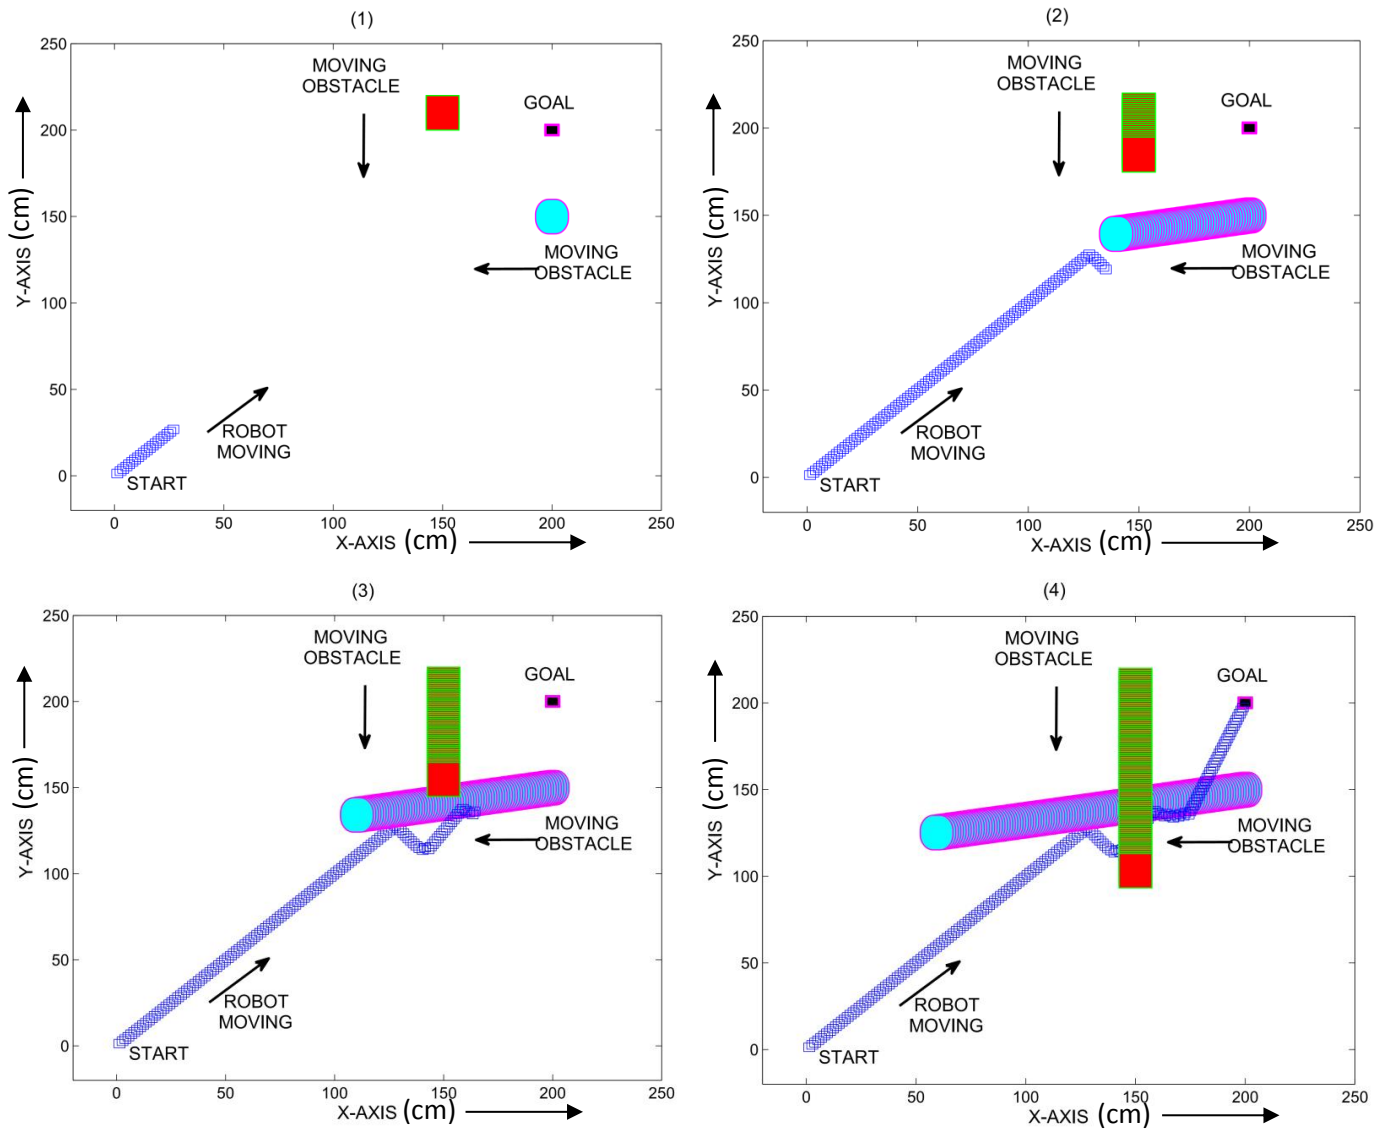 (1)
250
200
150
100
50
0
Y-AXIS (cm)
MOVING
OBSTACLE
GOAL
MOVING
OBSTACLE
ROBOT
MOVING
START
0
50
100
150
200
250
X-AXIS (cm)
(2)
250
200
150
100
50
0
Y-AXIS (cm)
MOVING
OBSTACLE
GOAL
MOVING
OBSTACLE
ROBOT
MOVING
START
0
50
100
150
200
250
X-AXIS (cm)
(3)
250
200
150
100
50
0
Y-AXIS (cm)
MOVING
OBSTACLE
GOAL
MOVING
OBSTACLE
ROBOT
MOVING
START
0
50
100
150
200
250
X-AXIS (cm)
(4)
250
200
150
100
50
0
Y-AXIS (cm)
MOVING
OBSTACLE
GOAL
MOVING
OBSTACLE
ROBOT
MOVING
START
0
50
100
150
200
250
X-AXIS (cm)